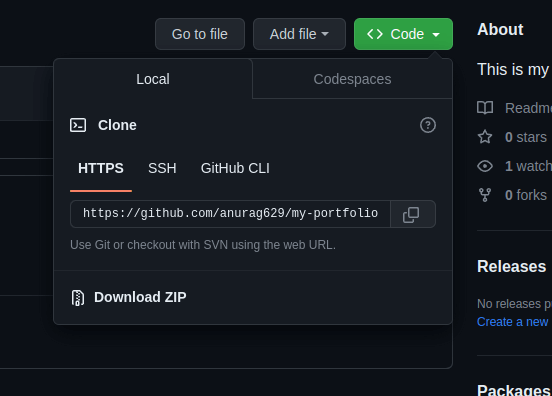 Go to file
Add file
Code
Local
Codespaces
Clone
HTTPS
SSH
GitHub CLI
https://github.com/anurag629/my-portfolio
Use Git or checkout with SVN using the web URL.
Download ZIP
About
This is my
Readme
0 stars
1 watch
0 forks
Releases
No releases p
Create a new
Packages